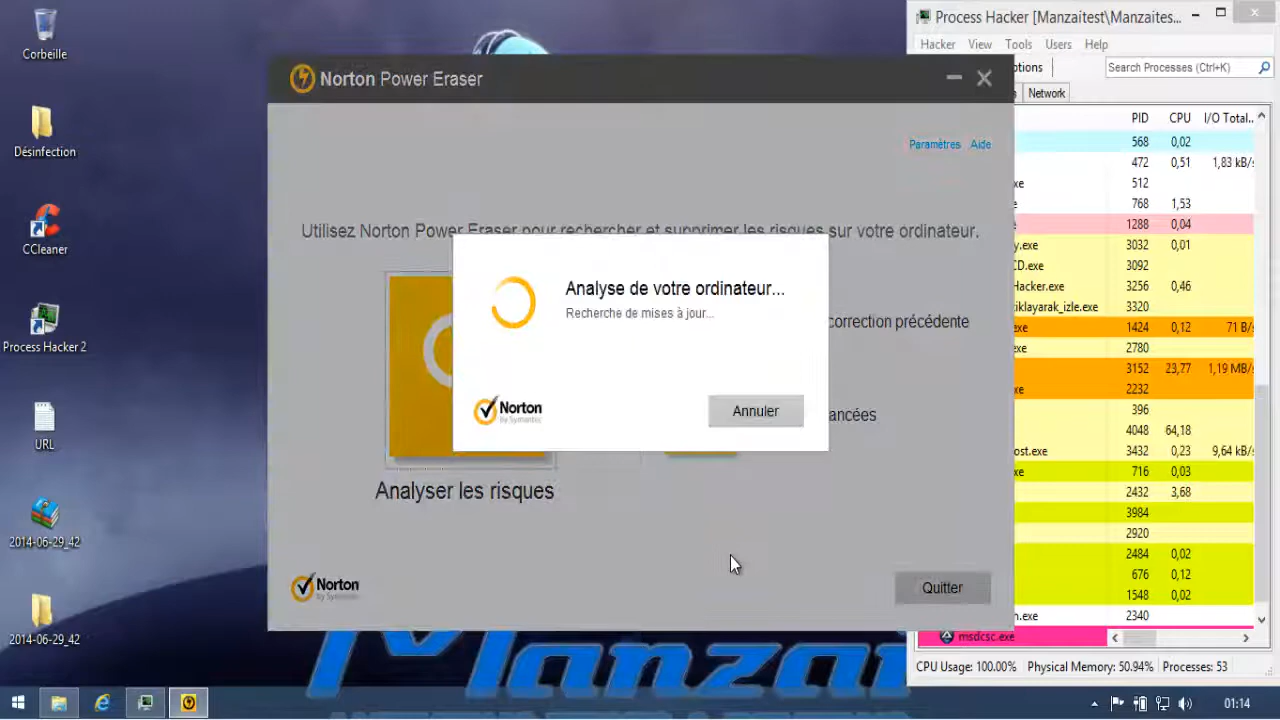 Corbeille
Désinfection
CCleaner
Process Hacker 2
URL
2014-06-29_42
2014-06-29_42
Norton Power Eraser
Paramètres Aide
Utilisez Norton Power Eraser pour rechercher et supprimer les risques sur votre ordinateur.
Analyse de votre ordinateur...
Recherche de mises à jour...
Norton
by Symantec
Annuler
correction précédente
ancées
Analyser les risques
Norton
by Symantec
Quitter
Process Hacker [Manzaitest\Manzaites...
Hacker View Tools Users Help
ptions Search Processes (Ctrl+K)
Network
PID CPU I/O Total...
568 0,02
472 0,51 1,83 kB/s
xe 512
768 1,53
1288 0,04
y.exe 3032 0,01
CD.exe 3092
Hacker.exe 3256 0,46
tiklayarak_izle.exe 3320
exe 1424 0,12 71 B/s
xe 2780
3152 23,77 1,19 MB/s
xe 2232
396
4048 64,18
ost.exe 3432 0,23 9,64 kB/s
xe 716 0,03
2432 3,68
3984
2920
2484 0,02
676 0,12
1548 0,02
n.exe 2340
msdcsc.exe
CPU Usage: 100.00% Physical Memory: 50.94% Processes: 53
Manzai
01:14